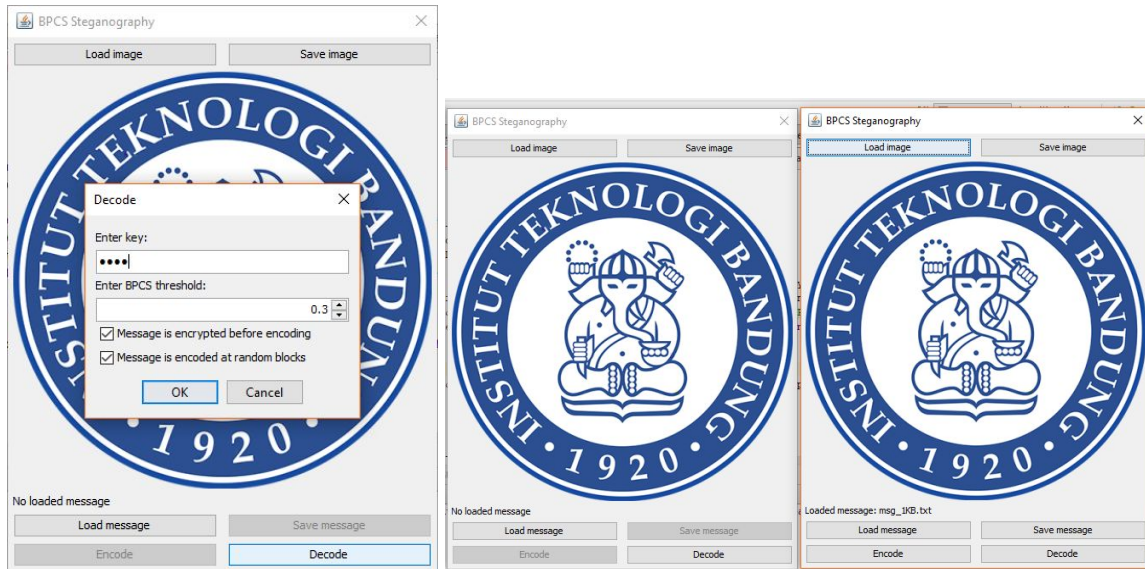 BPCS Steganography
Load image
Save image
INSTITUT TEKNOLOGI BANDUN
1920
Decode
Enter key:
Enter BPCS threshold:
0.3
Message is encrypted before encoding
Message is encoded at random blocks
OK
Cancel
No loaded message
Load message
Save message
Encode
Decode
BPCS Steganography
Load image
Save image
INSTITUT TEKNOLOGI BANDUNG
• 1920 •
No loaded message
Load message
Save message
Encode
Decode
BPCS Steganography
Load image
Save image
INSTITUT TEKNOLOGI BANDUNG
• 1920 •
Loaded message: msg_1KB.txt
Load message
Save message
Encode
Decode